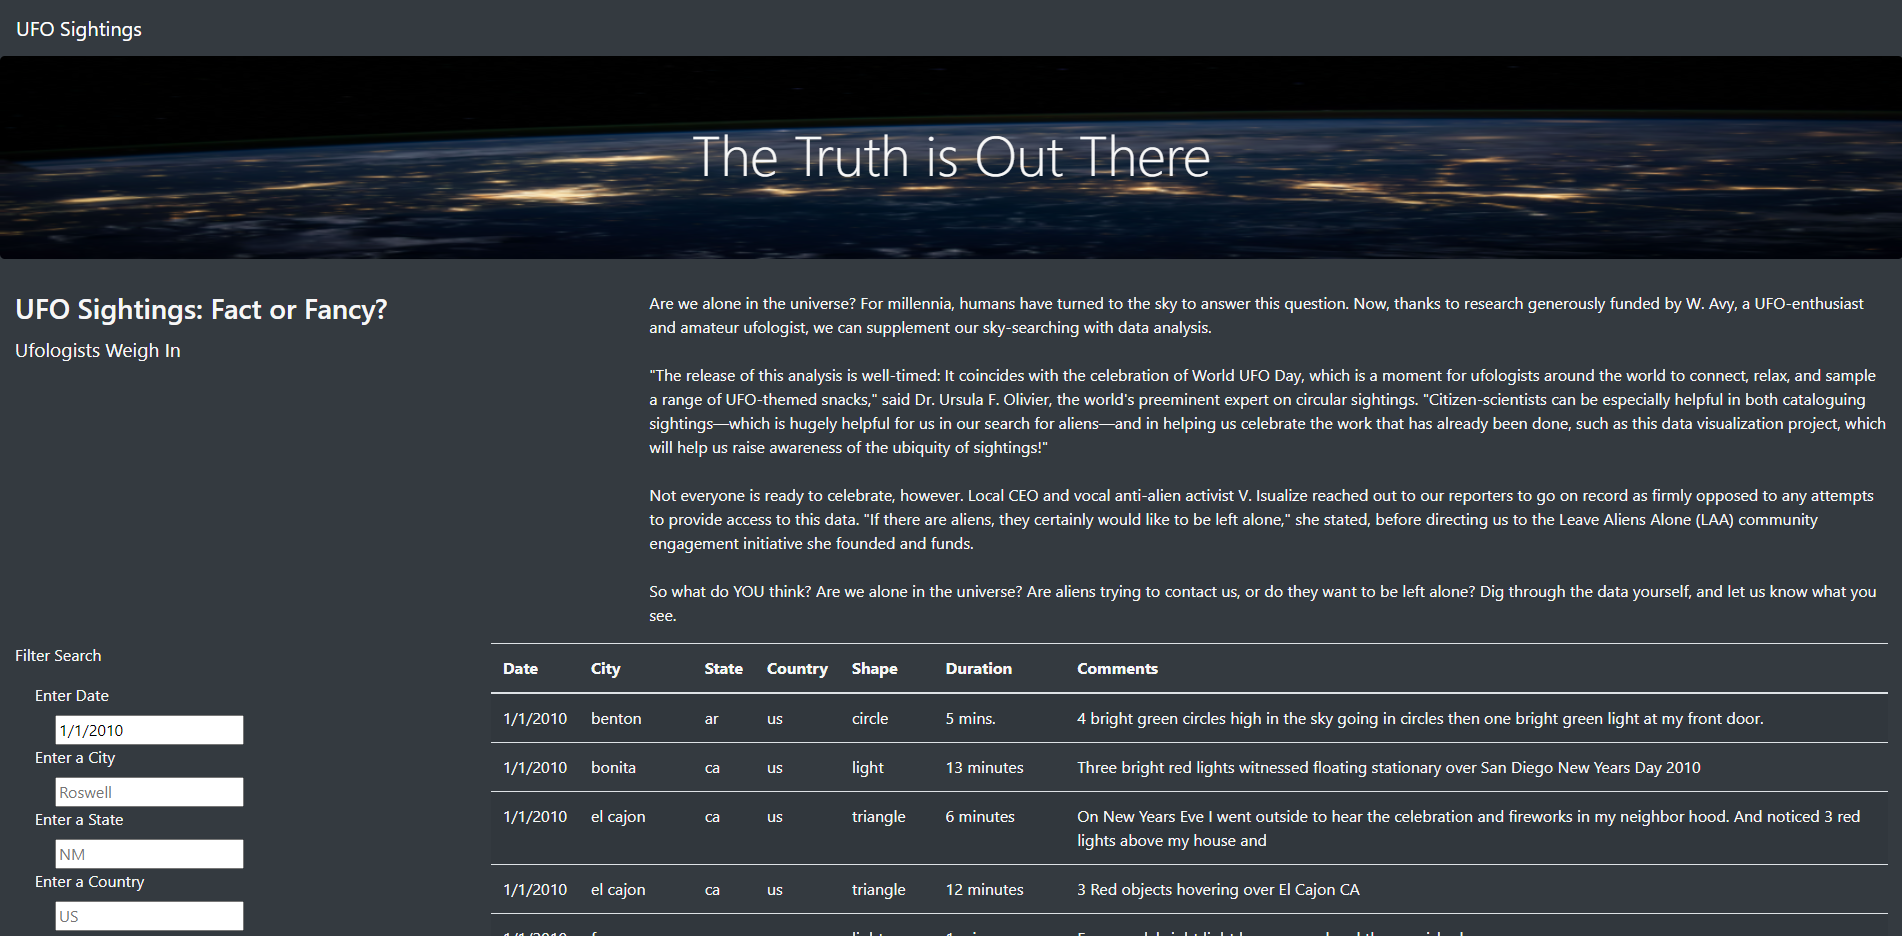 UFO Sightings
The Truth is Out There
UFO Sightings: Fact or Fancy?
Ufologists Weigh In
Are we alone in the universe? For millennia, humans have turned to the sky to answer this question. Now, thanks to research generously funded by W. Avy, a UFO-enthusiast
and amateur ufologist, we can supplement our sky-searching with data analysis.
"The release of this analysis is well-timed: It coincides with the celebration of World UFO Day, which is a moment for ufologists around the world to connect, relax, and sample
a range of UFO-themed snacks," said Dr. Ursula F. Olivier, the world's preeminent expert on circular sightings. "Citizen-scientists can be especially helpful in both cataloguing
sightings—which is hugely helpful for us in our search for aliens—and in helping us celebrate the work that has already been done, such as this data visualization project, which
will help us raise awareness of the ubiquity of sightings!"
Not everyone is ready to celebrate, however. Local CEO and vocal anti-alien activist V. Isualize reached out to our reporters to go on record as firmly opposed to any attempts
to provide access to this data. "If there are aliens, they certainly would like to be left alone," she stated, before directing us to the Leave Aliens Alone (LAA) community
engagement initiative she founded and funds.
So what do YOU think? Are we alone in the universe? Are aliens trying to contact us, or do they want to be left alone? Dig through the data yourself, and let us know what you
see.
Filter Search
Enter Date
1/1/2010
Enter a City
Roswell
Enter a State
NM
Enter a Country
US
Date City State Country Shape Duration Comments
1/1/2010 benton ar us circle 5 mins. 4 bright green circles high in the sky going in circles then one bright green light at my front door.
1/1/2010 bonita ca us light 13 minutes Three bright red lights witnessed floating stationary over San Diego New Years Day 2010
1/1/2010 el cajon ca us triangle 6 minutes On New Years Eve I went outside to hear the celebration and fireworks in my neighbor hood. And noticed 3 red
lights above my house and
1/1/2010 el cajon ca us triangle 12 minutes 3 Red objects hovering over El Cajon CA